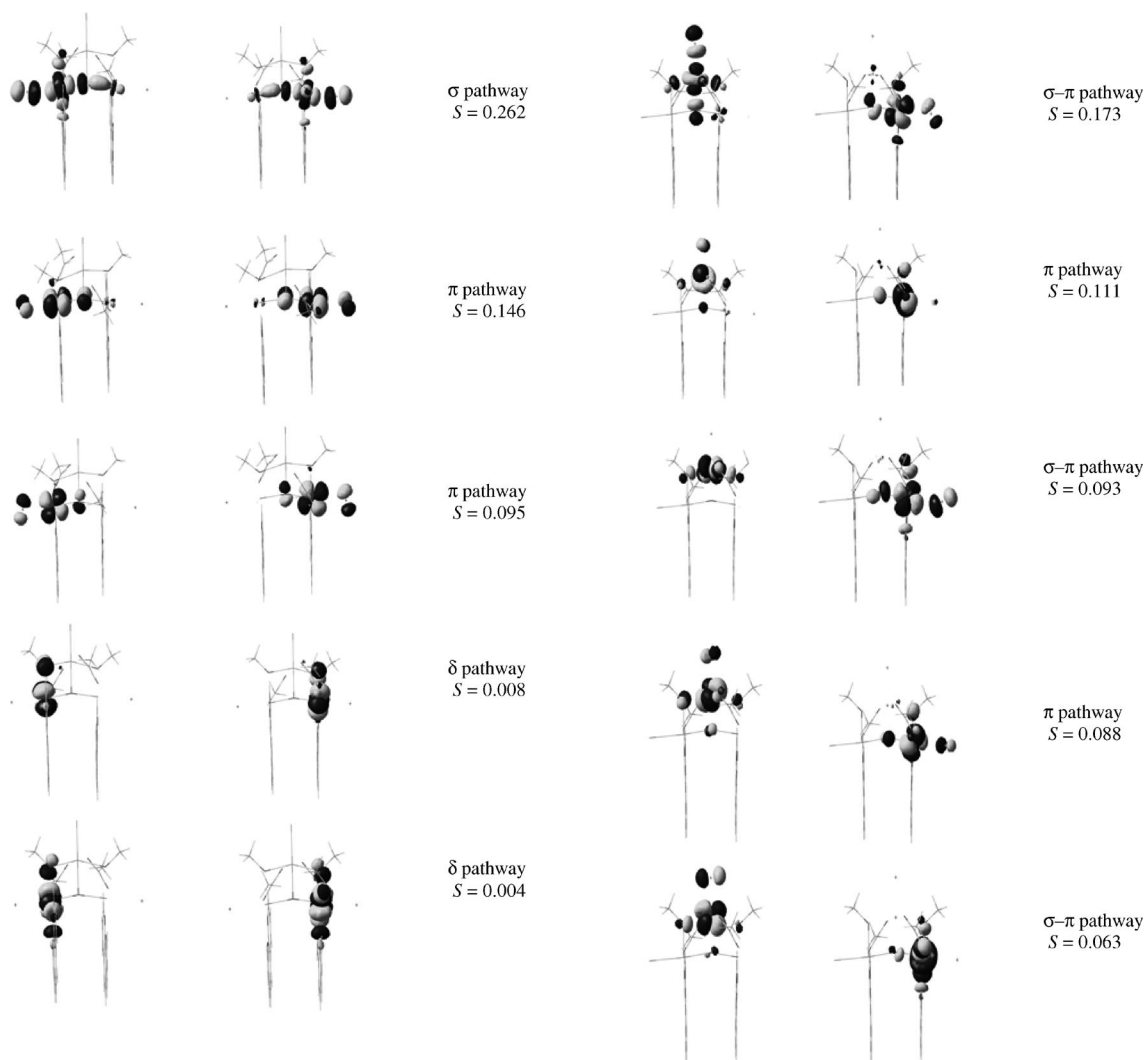 σ pathway
S = 0.262
π pathway
S = 0.146
π pathway
S = 0.095
δ pathway
S = 0.008
δ pathway
S = 0.004
σ–π pathway
S = 0.173
π pathway
S = 0.111
σ–π pathway
S = 0.093
π pathway
S = 0.088
σ–π pathway
S = 0.063